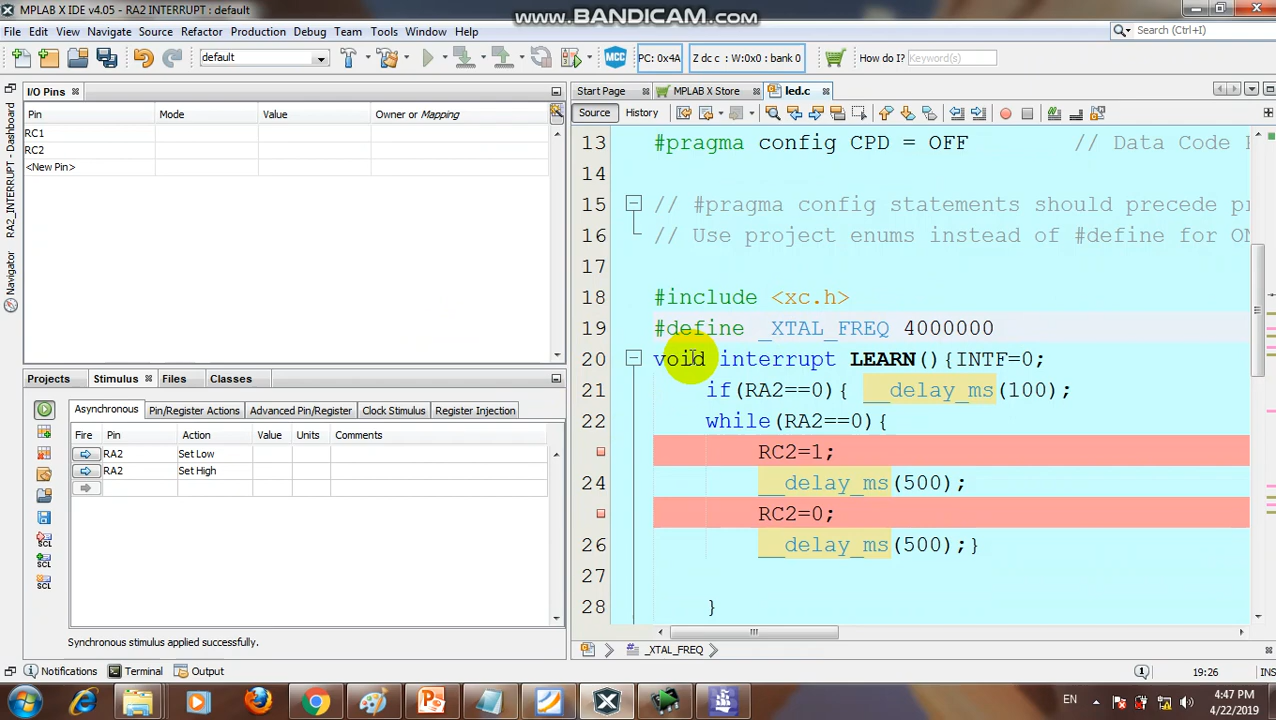 MPLAB X IDE v4.05 - RA2 INTERRUPT : default
www.BANDICAM.com
File Edit View Navigate Source Refactor Production Debug Team Tools Window Help
Search (Ctrl+I)
default
MCC
PC: 0x4A
Z dc c : W:0x0 : bank 0
How do I?
Keyword(s)
I/O Pins
Start Page
MPLAB X Store
led.c
Source
History
Pin Mode Value Owner or Mapping
RC1
RC2
<New Pin>
RA2_INTERRUPT - Dashboard
Navigator
13 #pragma config CPD = OFF // Data Code
14
15 // #pragma config statements should precede pr
16 // Use project enums instead of #define for ON
17
18 #include <xc.h>
19 #define _XTAL_FREQ 4000000
20 void interrupt LEARN(){INTF=0;
21 if(RA2==0){ __delay_ms(100);
22 while(RA2==0){
RC2=1;
24 __delay_ms(500);
RC2=0;
26 __delay_ms(500);}
27
28 }
Projects
Stimulus
Files
Classes
Asynchronous
Pin/Register Actions
Advanced Pin/Register
Clock Stimulus
Register Injection
Fire Pin Action Value Units Comments
RA2 Set Low
RA2 Set High
SCL
SCL
SCL
Synchronous stimulus applied successfully.
_XTAL_FREQ
Notifications
Terminal
Output
19:26
INS
EN
4:47 PM
4/22/2019